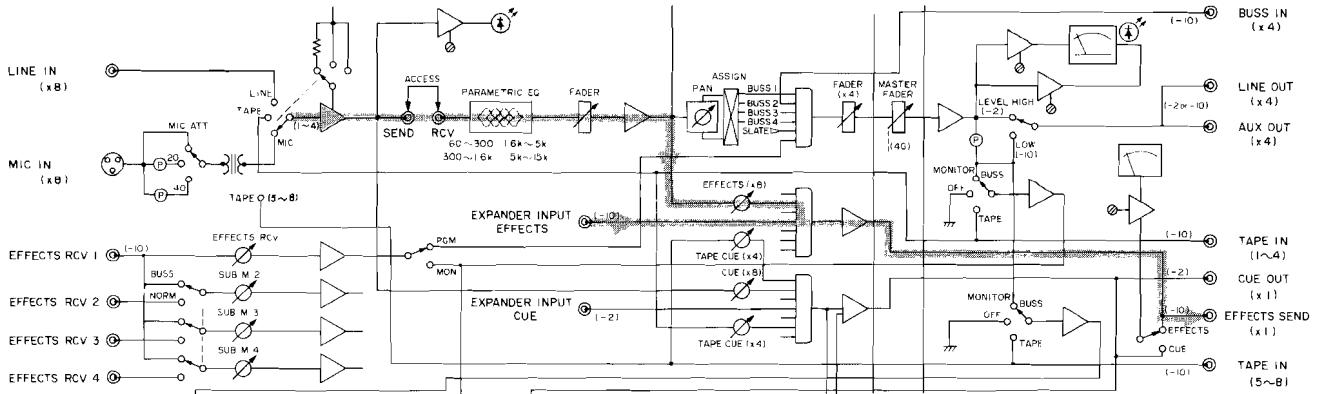 (-10)
BUSS IN
(x4)
LINE IN
(x8)
LINE
TAPE
MIC
(1~4)
ACCESS
SEND
RCV
PARAMETRIC EQ
60~300 1.6k~5k
300~1.6k 5k~15k
FADER
ASSIGN
PAN
BUSS 1
BUSS 2
BUSS 3
BUSS 4
SLATE
FADER
(x4)
MASTER
FADER
(4G)
LEVEL HIGH
(-2)
LOW
(-10)
(-2or-10)
LINE OUT
(x4)
AUX OUT
(x4)
MIC ATT
20
40
P
P
P
MIC IN
(x8)
TAPE (5~8)
MONITOR
BUSS
OFF
TAPE
EFFECTS (x8)
EXPANDER INPUT
EFFECTS
(-10)
TAPE CUE (x4)
CUE (x8)
EXPANDER INPUT
CUE
(-2)
TAPE CUE (x4)
(-10)
TAPE IN
(1~4)
(-2)
CUE OUT
(x1)
(-10)
EFFECTS SEND
(x1)
EFFECTS
CUE
MONITOR
BUSS
OFF
TAPE
(-10)
TAPE IN
(5~8)
EFFECTS RCV 1
(-10)
EFFECTS RCV
PGM
MON
BUSS
SUB M 2
EFFECTS RCV 2
NORM
SUB M 3
EFFECTS RCV 3
SUB M 4
EFFECTS RCV 4